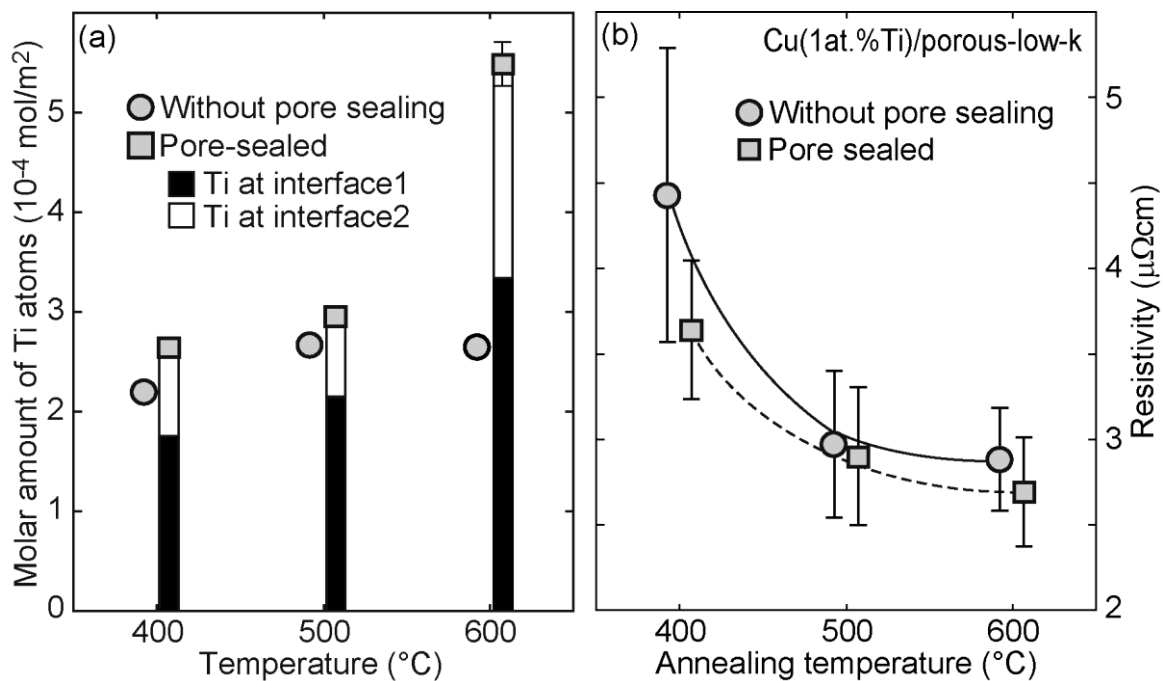 (a)
Molar amount of Ti atoms (10⁻⁴ mol/m²)
5
4
3
2
1
0
Without pore sealing
Pore-sealed
Ti at interface1
Ti at interface2
400 500 600
Temperature (°C)
(b)
Cu(1at.%Ti)/porous-low-k
Without pore sealing
Pore sealed
5
4
3
2
Resistivity (μΩcm)
400 500 600
Annealing temperature (°C)